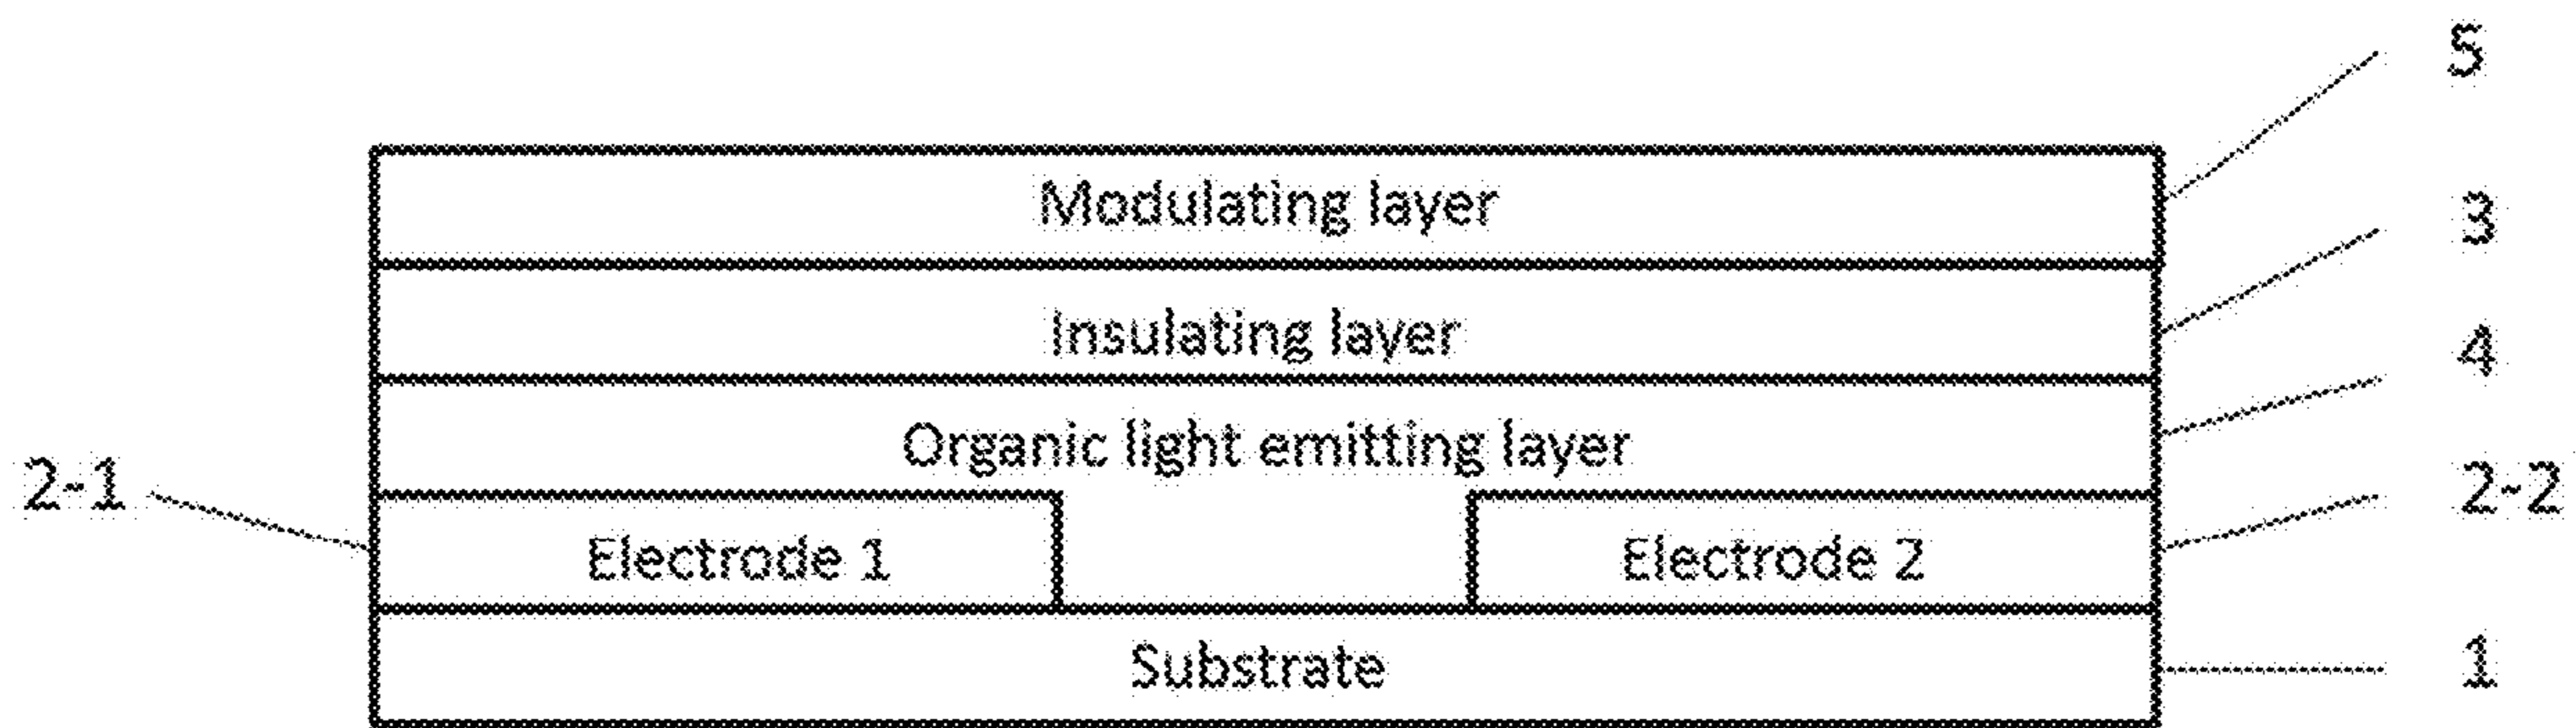 5
Modulating layer
3
Insulating layer
4
Organic light emitting layer
2-1
2-2
Electrode 1
Electrode 2
Substrate
1